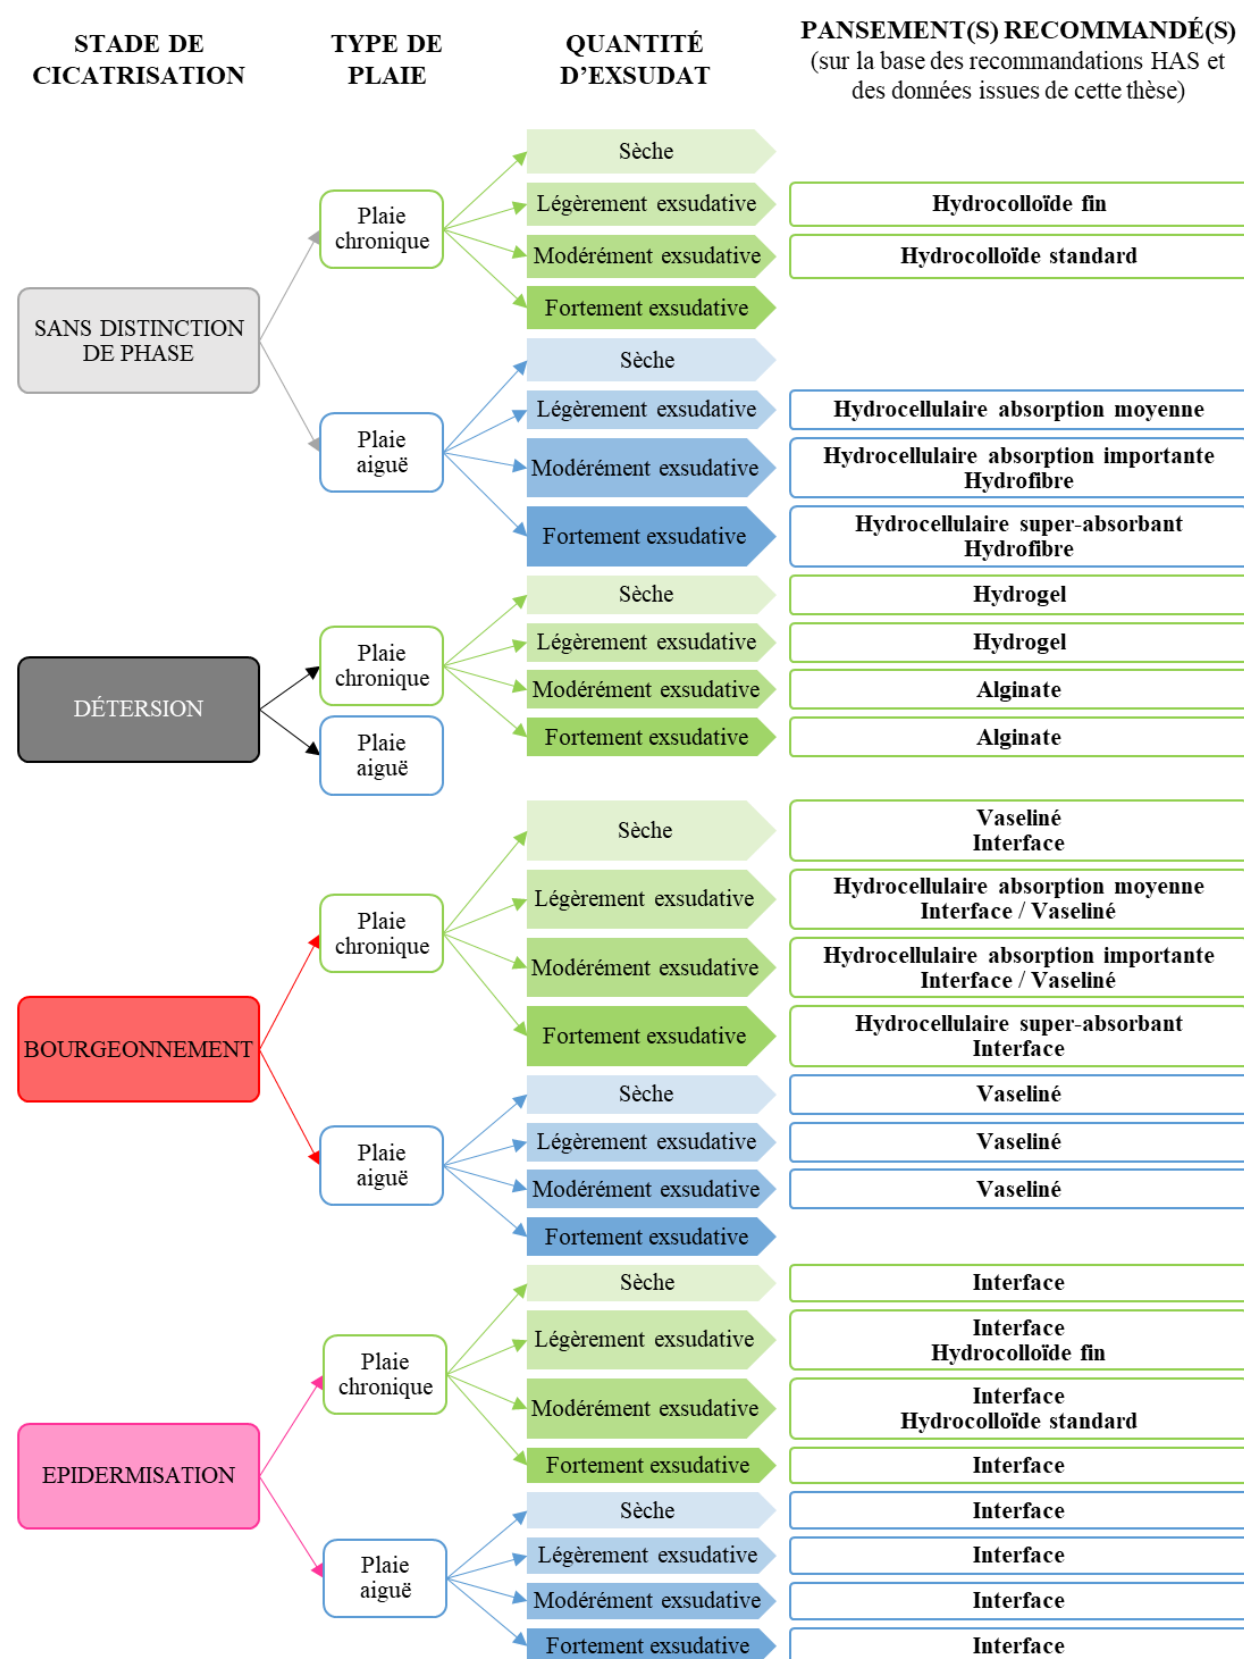 STADE DE
CICATRISATION
TYPE DE
PLAIE
QUANTITÉ
D'EXSUDAT
PANSEMENT(S) RECOMMANDÉ(S)
(sur la base des recommandations HAS et
des données issues de cette thèse)
SANS DISTINCTION
DE PHASE
Plaie
chronique
Sèche
Légèrement exsudative
Hydrocolloïde fin
Modérément exsudative
Hydrocolloïde standard
Fortement exsudative
Plaie
aiguë
Sèche
Légèrement exsudative
Hydrocellulaire absorption moyenne
Modérément exsudative
Hydrocellulaire absorption importante
Hydrofibre
Fortement exsudative
Hydrocellulaire super-absorbant
Hydrofibre
DÉTERSION
Plaie
chronique
Sèche
Hydrogel
Légèrement exsudative
Hydrogel
Modérément exsudative
Alginate
Fortement exsudative
Alginate
Plaie
aiguë
BOURGEONNEMENT
Plaie
chronique
Sèche
Vaseliné
Interface
Légèrement exsudative
Hydrocellulaire absorption moyenne
Interface / Vaseliné
Modérément exsudative
Hydrocellulaire absorption importante
Interface / Vaseliné
Fortement exsudative
Hydrocellulaire super-absorbant
Interface
Plaie
aiguë
Sèche
Vaseliné
Légèrement exsudative
Vaseliné
Modérément exsudative
Vaseliné
Fortement exsudative
EPIDERMISATION
Plaie
chronique
Sèche
Interface
Légèrement exsudative
Interface
Hydrocolloïde fin
Modérément exsudative
Interface
Hydrocolloïde standard
Fortement exsudative
Interface
Plaie
aiguë
Sèche
Interface
Légèrement exsudative
Interface
Modérément exsudative
Interface
Fortement exsudative
Interface